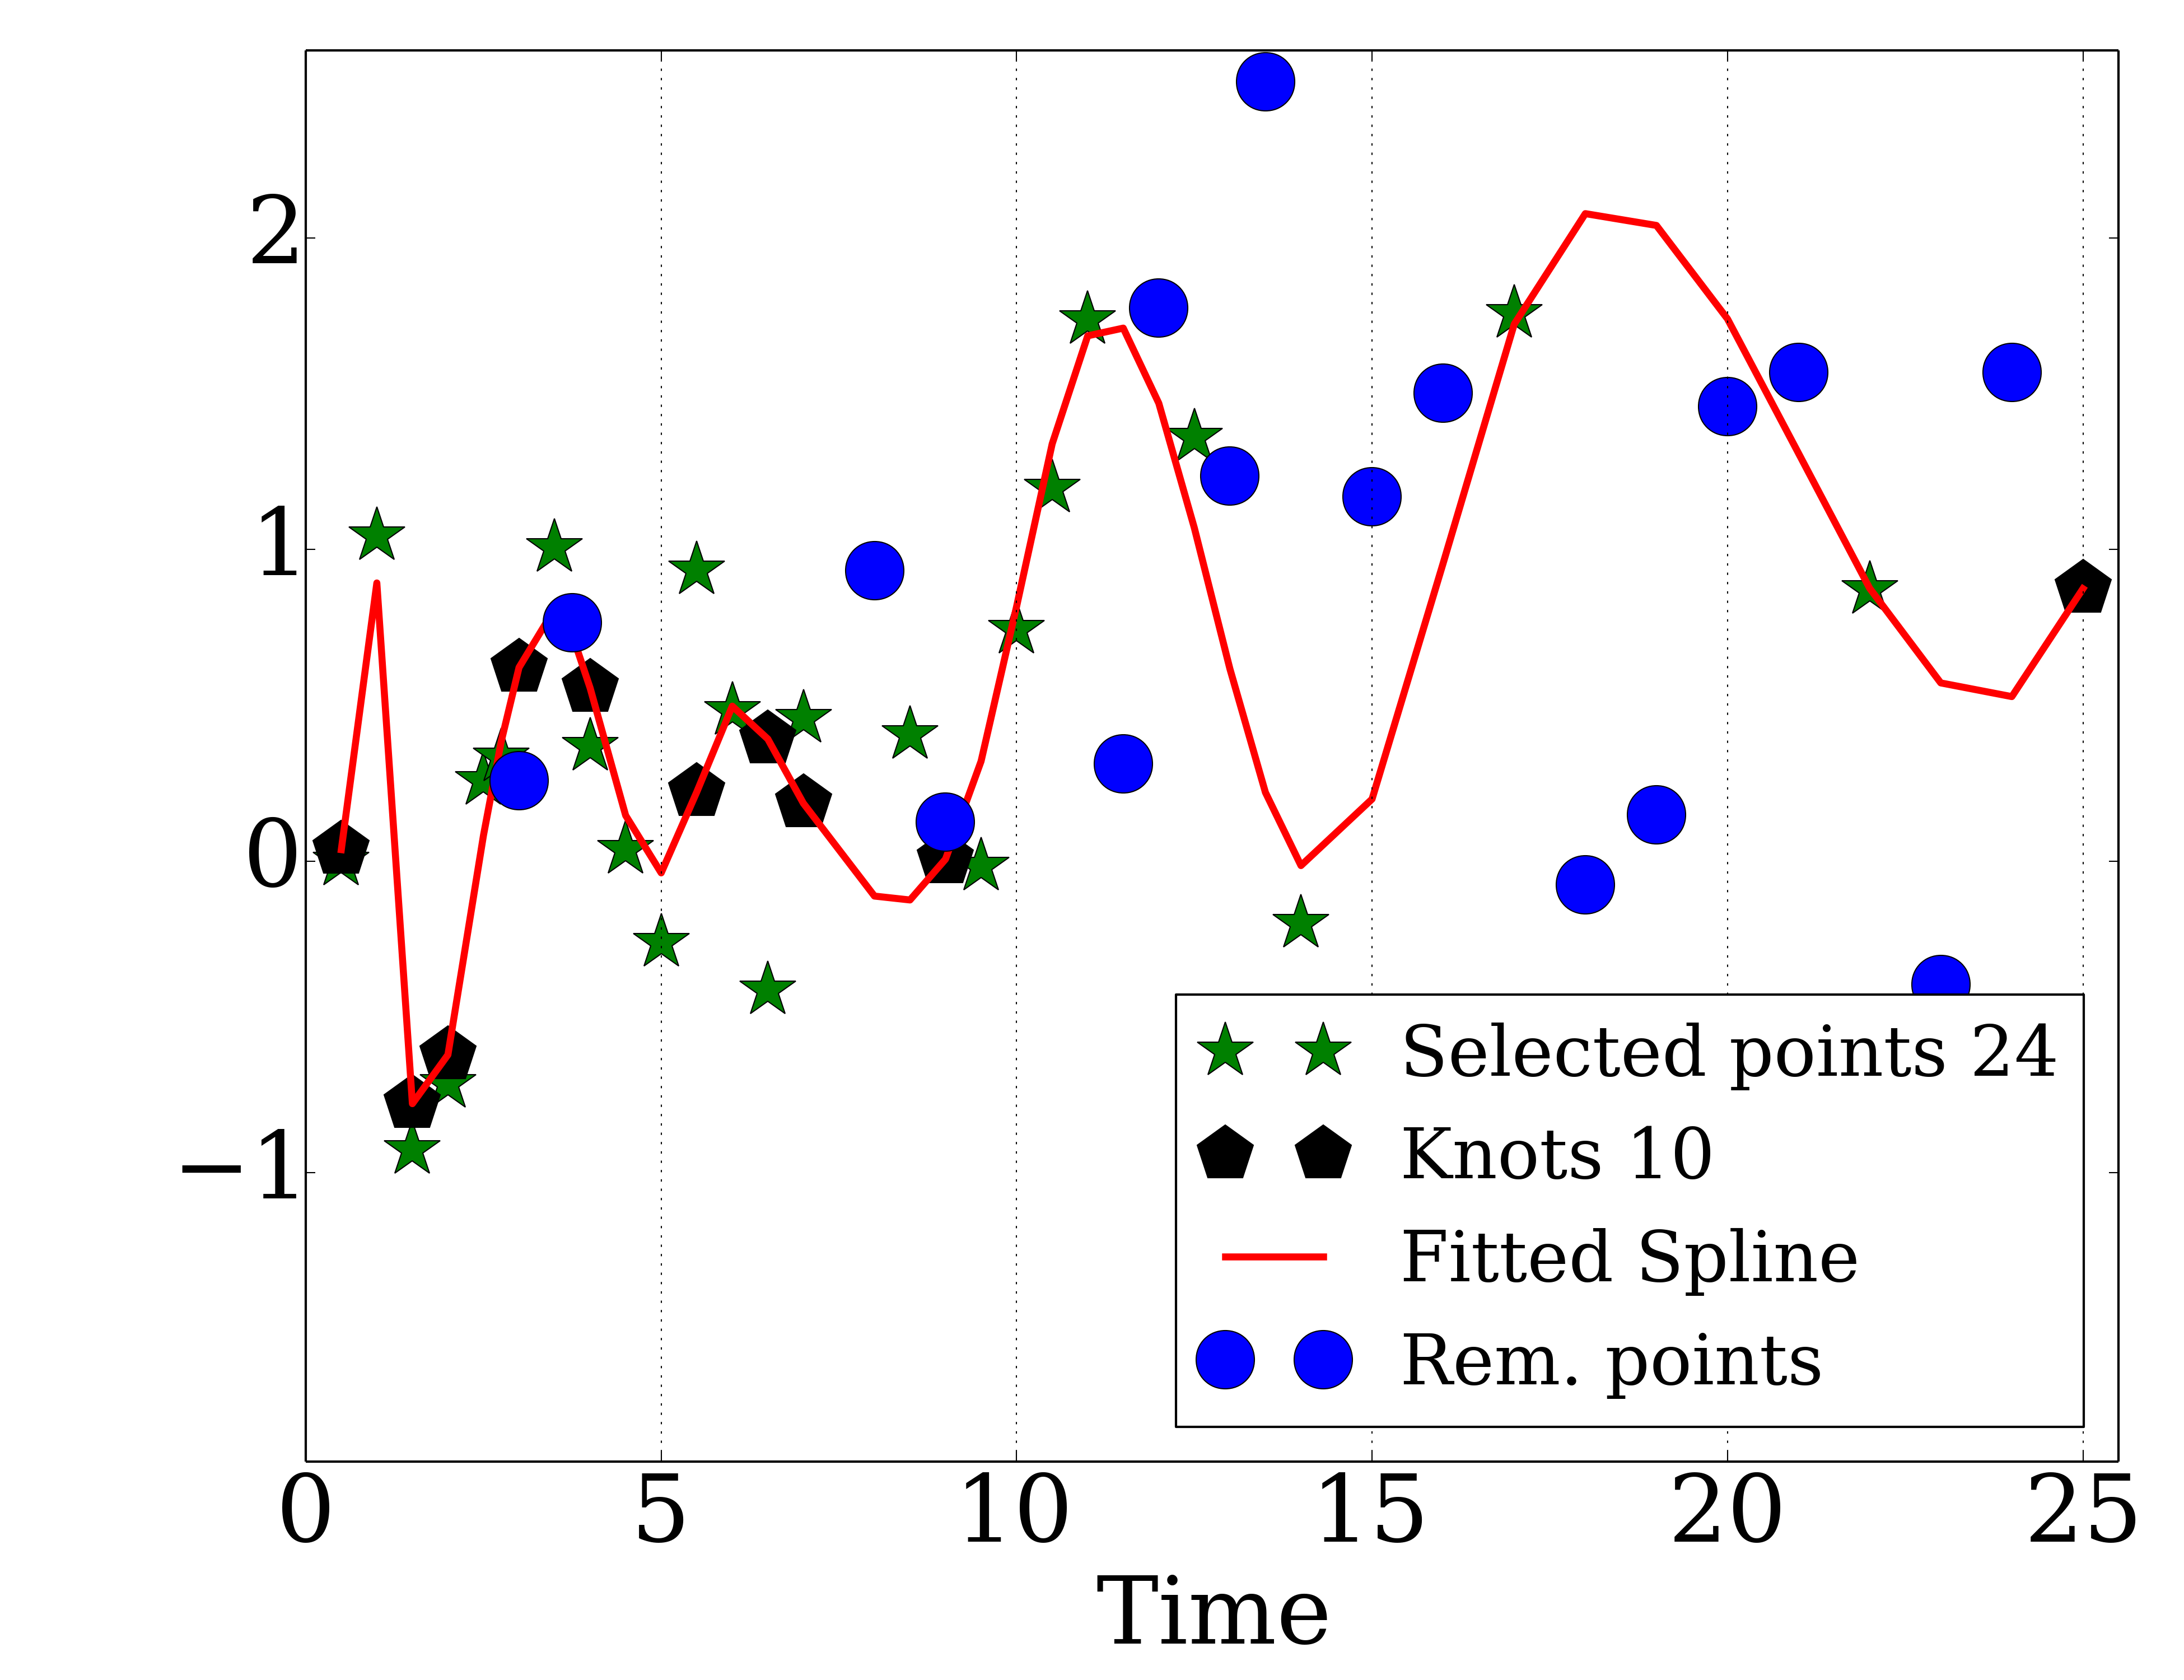 2
1
0
−1
Selected points 24
Knots 10
Fitted Spline
Rem. points
0 5 10 15 20 25
Time